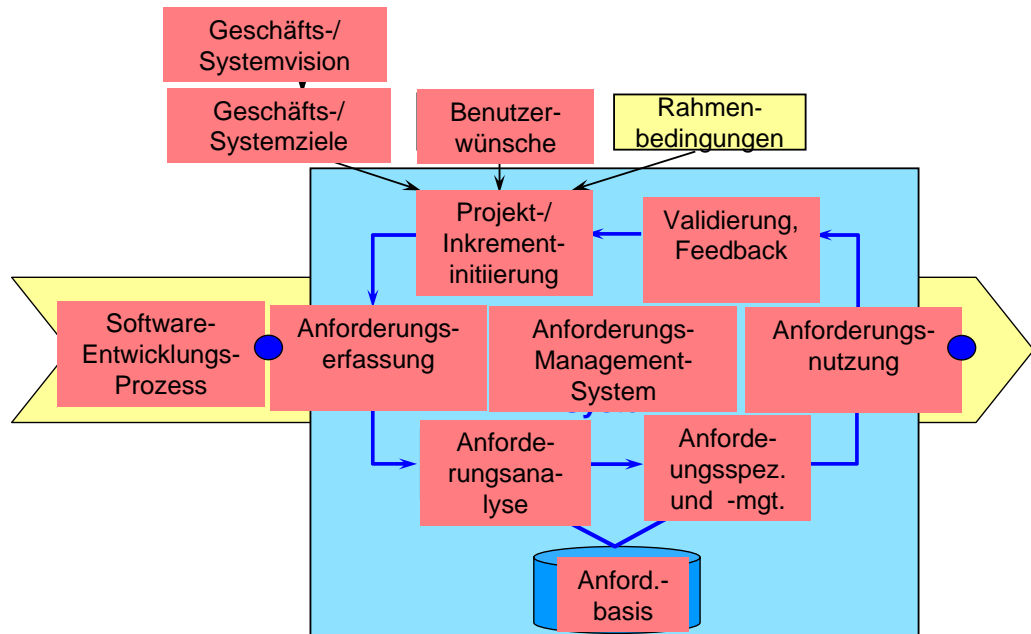 Geschäfts-/
Systemvision
Geschäfts-/
Systemziele
Benutzer-
wünsche
Rahmen-
bedingungen
Projekt-/
Inkrement-
initiierung
Validierung,
Feedback
Software-
Entwicklungs-
Prozess
Anforderungs-
erfassung
Anforderungs-
Management-
System
Anforderungs-
nutzung
Anforde-
rungsana-
lyse
Anforde-
ungsspez.
und -mgt.
Anford.-
basis